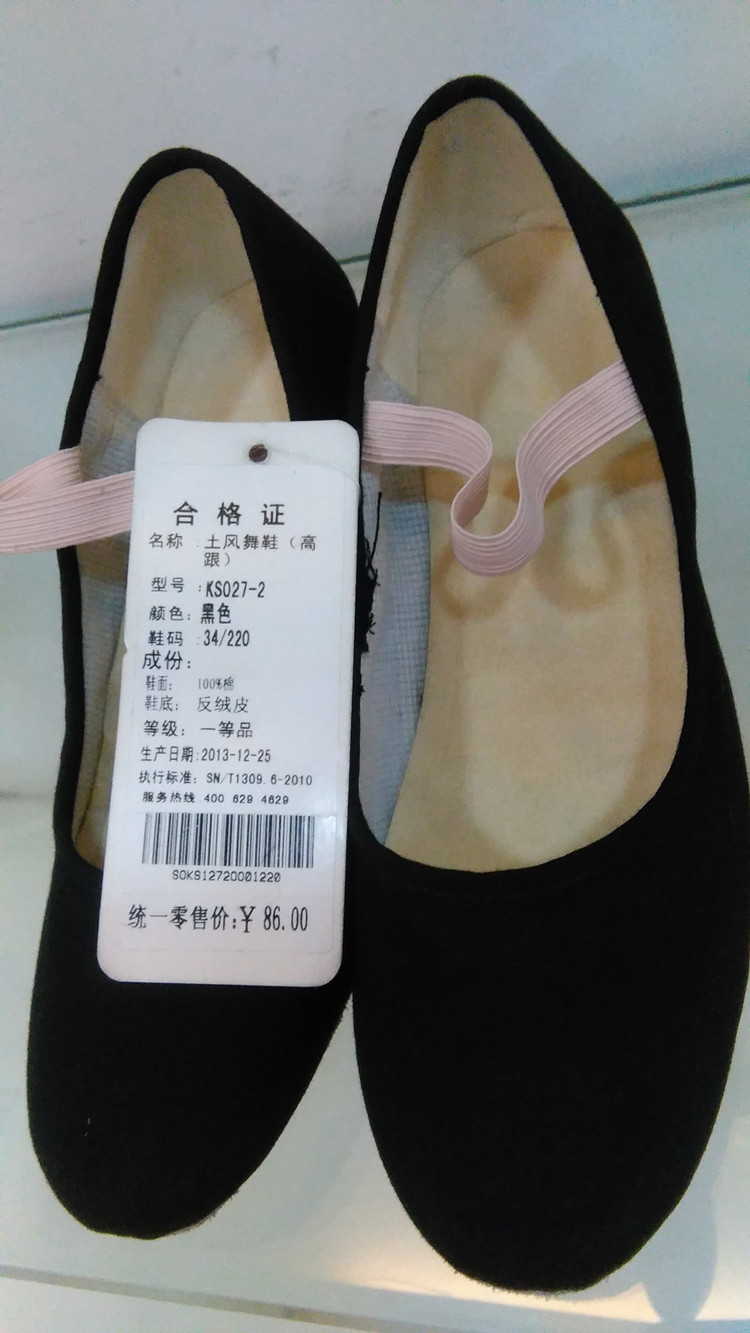 合格证
名称：土风舞鞋（高
跟）
型号：KS027-2
颜色：黑色
鞋码：34/220
成份：
鞋面： 100%棉
鞋底： 反绒皮
等级： 一等品
生产日期:2013-12-25
执行标准： SN/T1309.6-2010
服务热线 400 629 4629
SOKS12720001220
统一零售价:¥ 86.00